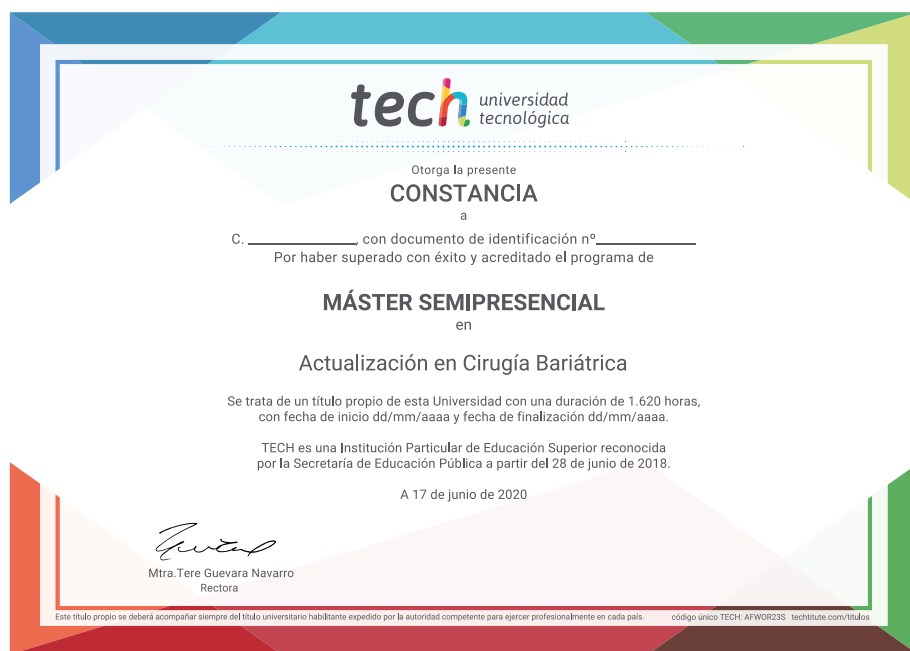 tech universidad
tecnológica
Otorga la presente
CONSTANCIA
a
C. ______________, con documento de identificación nº_____________
Por haber superado con éxito y acreditado el programa de
MÁSTER SEMIPRESENCIAL
en
Actualización en Cirugía Bariátrica
Se trata de un título propio de esta Universidad con una duración de 1.620 horas,
con fecha de inicio dd/mm/aaaa y fecha de finalización dd/mm/aaaa.
TECH es una Institución Particular de Educación Superior reconocida
por la Secretaría de Educación Pública a partir del 28 de junio de 2018.
A 17 de junio de 2020
Mtra.Tere Guevara Navarro
Rectora
Este título propio se deberá acompañar siempre del título universitario habilitante expedido por la autoridad competente para ejercer profesionalmente en cada país. código único TECH: AFWOR23S techtitute.com/titulos